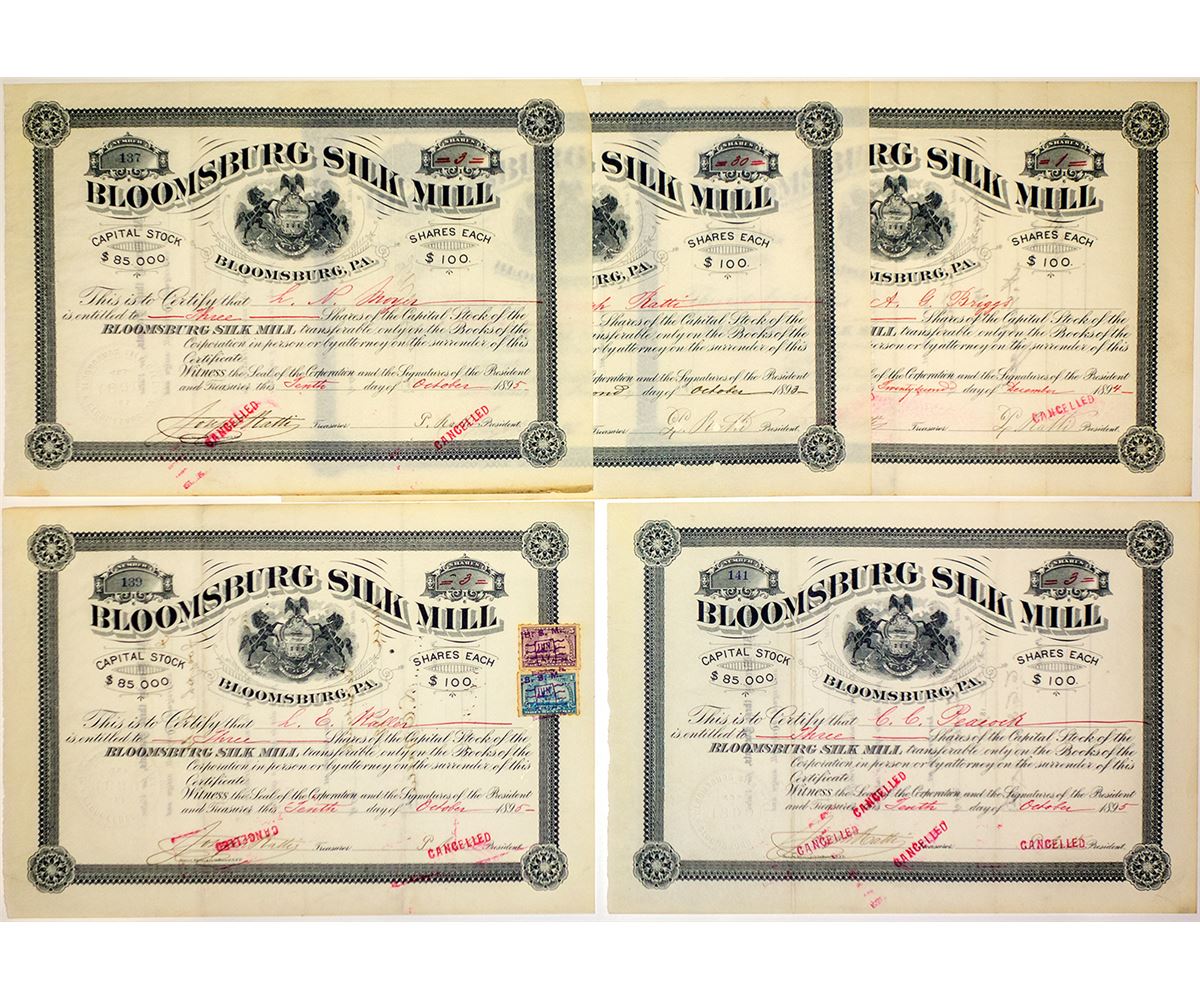 NUMBER
137
SHARES
= 3 =
BLOOMSBURG SILK MILL
CAPITAL STOCK
$ 85 000.
SHARES EACH
$ 100.
BLOOMSBURG, PA.
This is to Certify that L. N. Moyer
is entitled to Three Shares of the Capital Stock of the
BLOOMSBURG SILK MILL transferable only on the Books of the
Corporation in person or by attorney on the surrender of this
Certificate.
Witness the Seal of the Corporation and the Signatures of the President
and Treasurer this Tenth day of October 1895
Treasurer
President
CANCELLED
CANCELLED
SHARES
= 80 =
SILK MILL
SHARES EACH
$ 100.
URG, PA.
Ratti
Shares of the Capital Stock of the
transferable only on the Books of the
by attorney on the surrender of this
and the Signatures of the President
day of October 1893
President
SHARES
= 1 =
RG SILK MILL
SHARES EACH
$ 100.
OMSBURG, PA.
A. G. Briggs
Shares of the Capital Stock of the
ILL transferable only on the Books of the
or by attorney on the surrender of this
of the Corporation and the Signatures of the President
Twenty second day of December 1894
Treasurer
President
CANCELLED
NUMBER
139
SHARES
= 3 =
BLOOMSBURG SILK MILL
CAPITAL STOCK
$ 85 000.
SHARES EACH
$ 100.
BLOOMSBURG, PA.
This is to Certify that L. E.
is entitled to Three Shares of the Capital Stock of the
BLOOMSBURG SILK MILL transferable only on the Books of the
Corporation in person or by attorney on the surrender of this
Certificate.
Witness the Seal of the Corporation and the Signatures of the President
and Treasurer this Tenth day of October 1895
Treasurer
CANCELLED
CANCELLED
NUMBER
141
SHARES
= 3 =
BLOOMSBURG SILK MILL
CAPITAL STOCK
$ 85 000.
SHARES EACH
$ 100.
BLOOMSBURG, PA.
This is to Certify that C. C. Peacock
is entitled to Three Shares of the Capital Stock of the
BLOOMSBURG SILK MILL transferable only on the Books of the
Corporation in person or by attorney on the surrender of this
Certificate.
Witness the Seal of the Corporation and the Signatures of the President
and Treasurer this Tenth day of October 1895
Treasurer
President
CANCELLED
CANCELLED
CANCELLED
CANCELLED